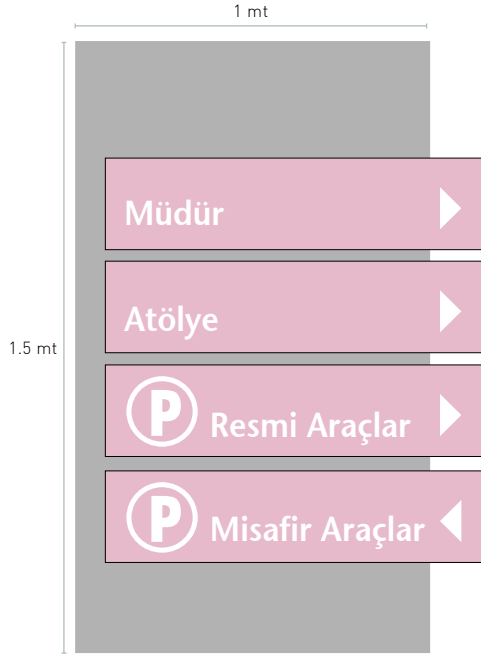 1 mt
Müdür
Atölye
1.5 mt
P Resmi Araçlar
P Misafir Araçlar